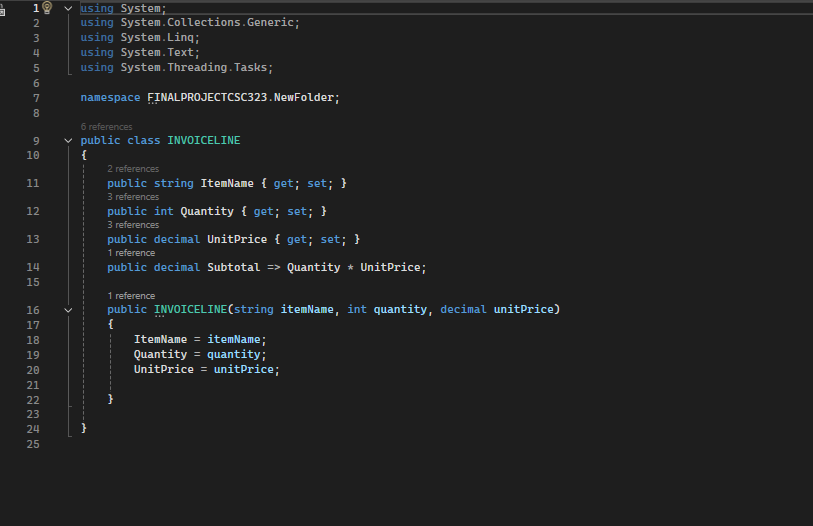 1 using System;
2 using System.Collections.Generic;
3 using System.Linq;
4 using System.Text;
5 using System.Threading.Tasks;
6
7 namespace FINALPROJECTCSC323.NewFolder;
8
6 references
9 public class INVOICELINE
10 {
2 references
11 public string ItemName { get; set; }
3 references
12 public int Quantity { get; set; }
3 references
13 public decimal UnitPrice { get; set; }
1 reference
14 public decimal Subtotal => Quantity * UnitPrice;
15
1 reference
16 public INVOICELINE(string itemName, int quantity, decimal unitPrice)
17 {
18 ItemName = itemName;
19 Quantity = quantity;
20 UnitPrice = unitPrice;
21
22 }
23
24 }
25